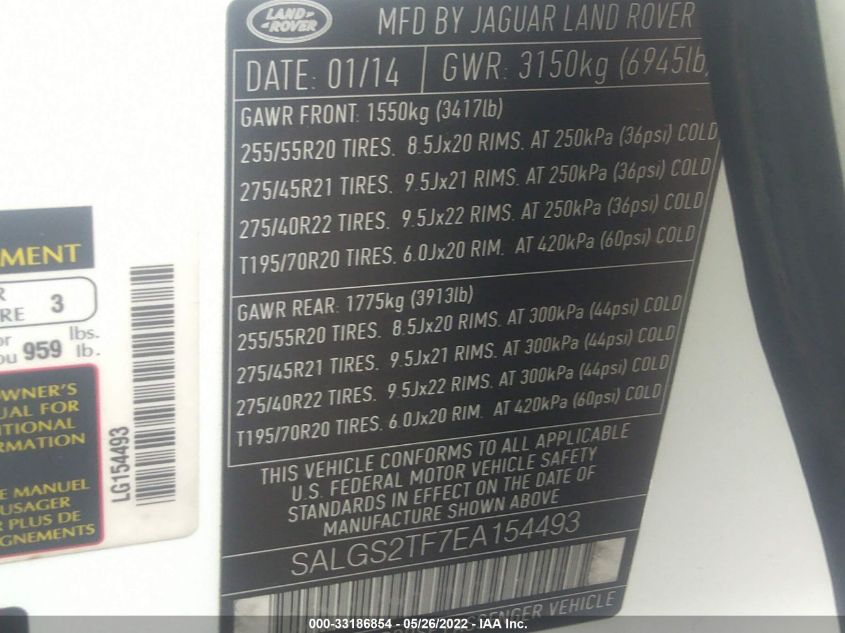 LAND ROVER
MFD BY JAGUAR LAND ROVER
DATE: 01/14 GWR: 3150kg (6945lb
GAWR FRONT: 1550kg (3417lb)
255/55R20 TIRES. 8.5Jx20 RIMS. AT 250kPa (36psi) COLD
275/45R21 TIRES. 9.5Jx21 RIMS. AT 250kPa (36psi) COLD
275/40R22 TIRES. 9.5Jx22 RIMS. AT 250kPa (36psi) COLD
T195/70R20 TIRES. 6.0Jx20 RIM. AT 420kPa (60psi) COLD
GAWR REAR: 1775kg (3913lb)
255/55R20 TIRES. 8.5Jx20 RIMS. AT 300kPa (44psi) COLD
275/45R21 TIRES. 9.5Jx21 RIMS. AT 300kPa (44psi) COLD
275/40R22 TIRES. 9.5Jx22 RIMS. AT 300kPa (44psi) COLD
T195/70R20 TIRES. 6.0Jx20 RIM. AT 420kPa (60psi) COLD
THIS VEHICLE CONFORMS TO ALL APPLICABLE
U.S. FEDERAL MOTOR VEHICLE SAFETY
STANDARDS IN EFFECT ON THE DATE OF
MANUFACTURE SHOWN ABOVE
SALGS2TF7EA154493
VEHICLE
MENT
R
RE 3
or lbs.
ou 959 lb.
OWNER'S
UAL FOR
ITIONAL
ORMATION
E MANUEL
USAGER
R PLUS DE
GNEMENTS
LG154493
000-33186854 - 05/26/2022 - IAA Inc.